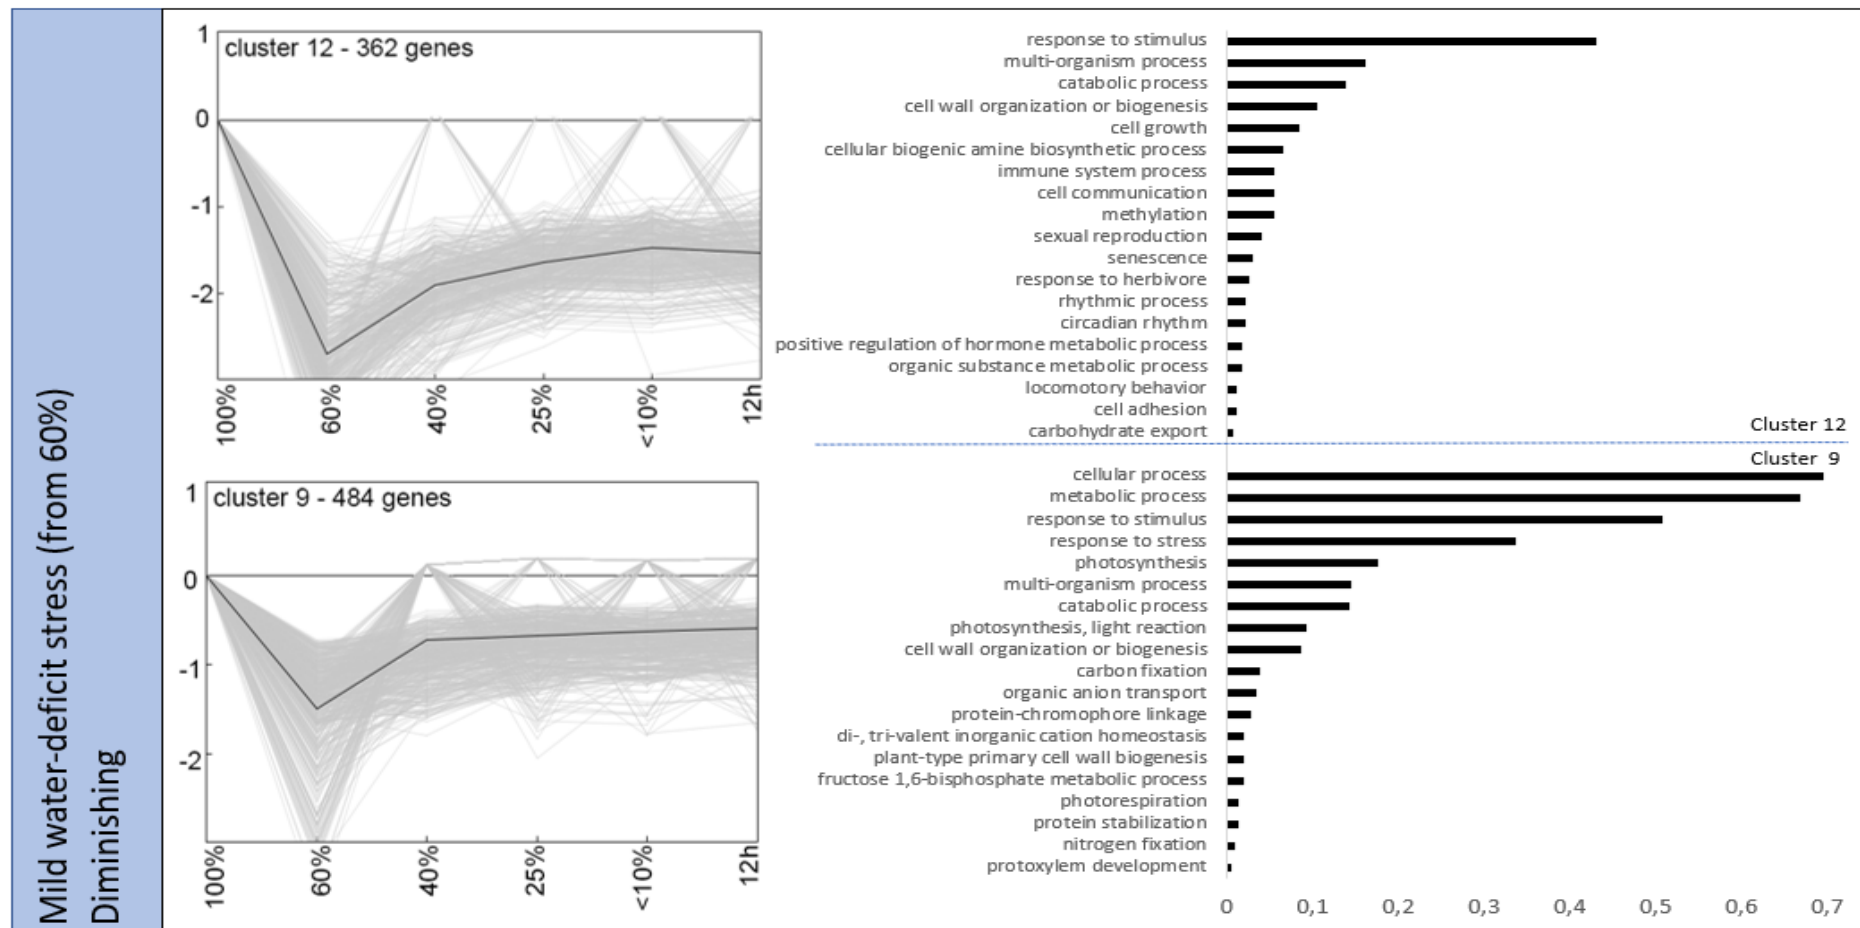 Mild water-deficit stress (from 60%)
Diminishing
cluster 12 - 362 genes
1
0
-1
-2
100%
60%
40%
25%
<10%
12h
response to stimulus
multi-organism process
catabolic process
cell wall organization or biogenesis
cell growth
cellular biogenic amine biosynthetic process
immune system process
cell communication
methylation
sexual reproduction
senescence
response to herbivore
rhythmic process
circadian rhythm
positive regulation of hormone metabolic process
organic substance metabolic process
locomotory behavior
cell adhesion
carbohydrate export
Cluster 12
Cluster 9
cluster 9 - 484 genes
1
0
-1
-2
100%
60%
40%
25%
<10%
12h
cellular process
metabolic process
response to stimulus
response to stress
photosynthesis
multi-organism process
catabolic process
photosynthesis, light reaction
cell wall organization or biogenesis
carbon fixation
organic anion transport
protein-chromophore linkage
di-, tri-valent inorganic cation homeostasis
plant-type primary cell wall biogenesis
fructose 1,6-bisphosphate metabolic process
photorespiration
protein stabilization
nitrogen fixation
protoxylem development
0 0,1 0,2 0,3 0,4 0,5 0,6 0,7